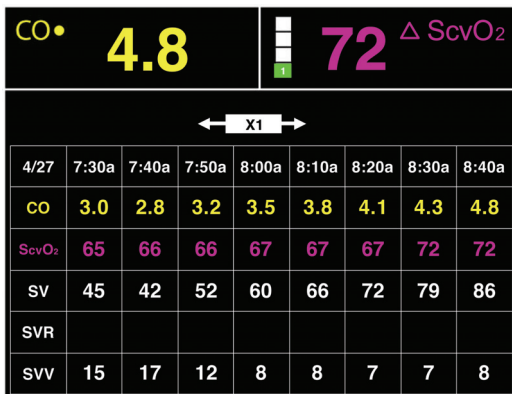 CO• 4.8 72 △ ScvO₂
1
X1
4/27 7:30a 7:40a 7:50a 8:00a 8:10a 8:20a 8:30a 8:40a
CO 3.0 2.8 3.2 3.5 3.8 4.1 4.3 4.8
ScvO₂ 65 66 66 67 67 67 72 72
SV 45 42 52 60 66 72 79 86
SVR
SVV 15 17 12 8 8 7 7 8